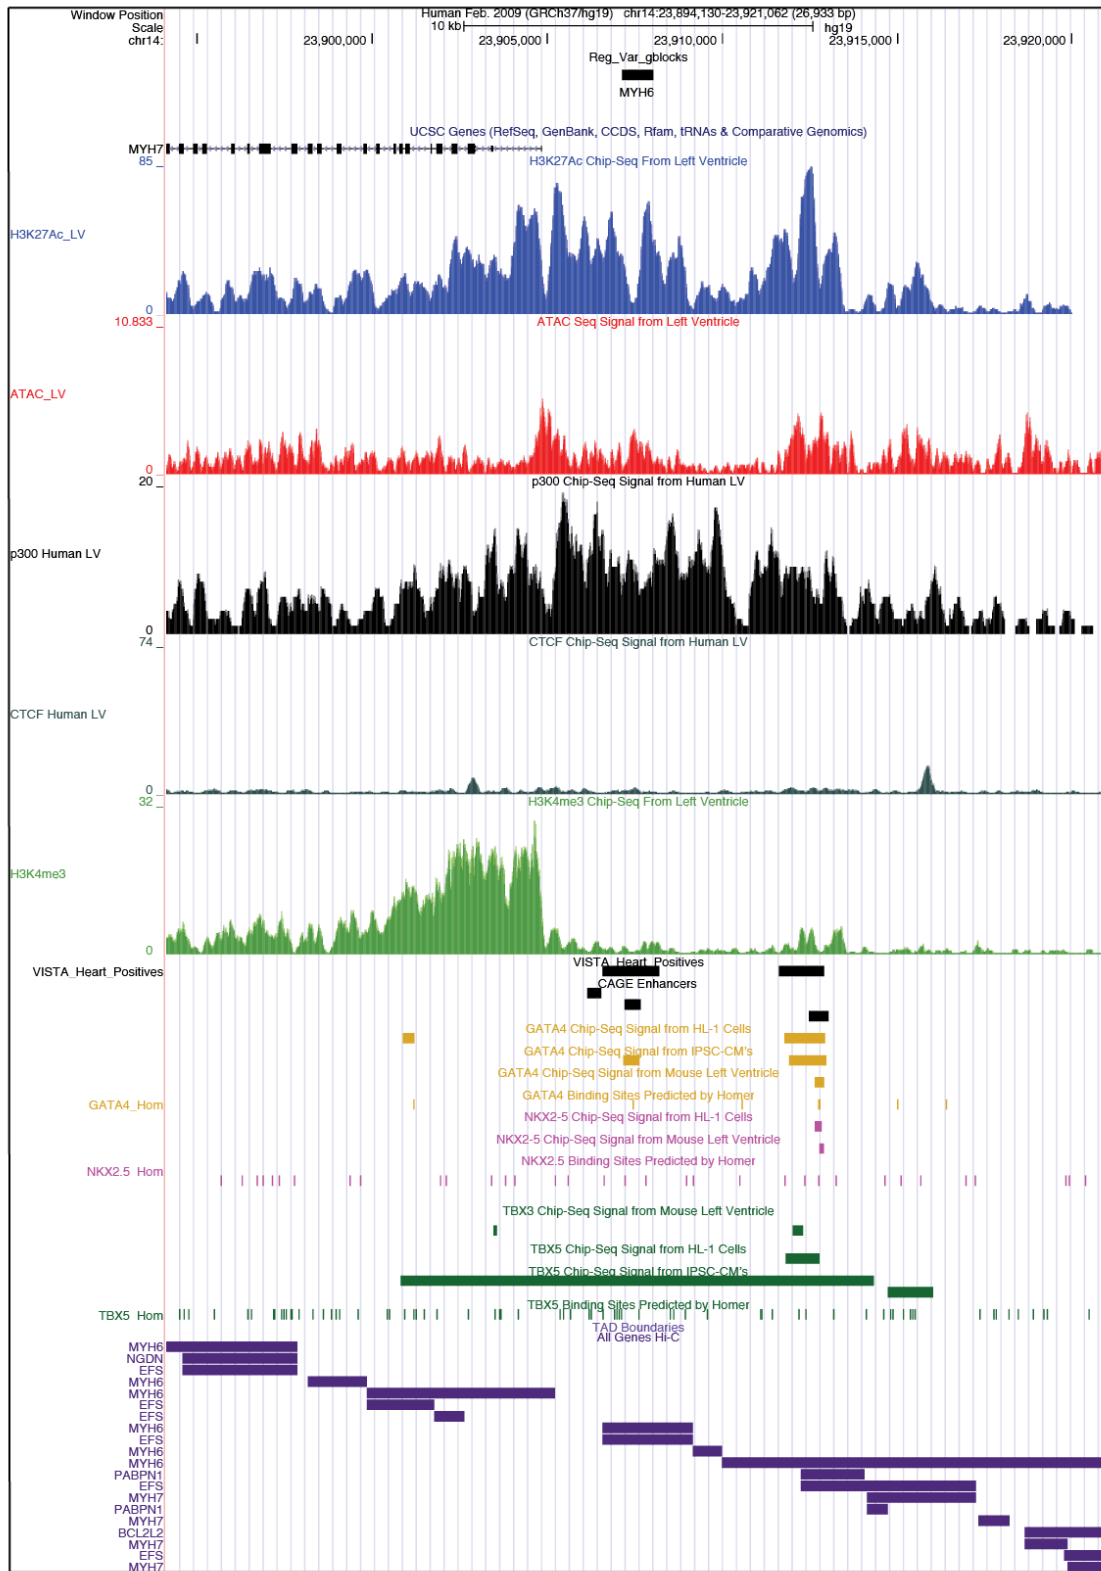 Window Position Human Feb. 2009 (GRCh37/hg19) chr14:23,894,130-23,921,062 (26,933 bp)
Scale 10 kb hg19
chr14: 23,900,000 23,905,000 23,910,000 23,915,000 23,920,000
Reg_Var_gblocks
MYH6
UCSC Genes (RefSeq, GenBank, CCDS, Rfam, tRNAs & Comparative Genomics)
MYH7
85 H3K27Ac Chip-Seq From Left Ventricle
H3K27Ac_LV
0
10.833 ATAC Seq Signal from Left Ventricle
ATAC_LV
0
20 p300 Chip-Seq Signal from Human LV
p300 Human LV
0
74 CTCF Chip-Seq Signal from Human LV
CTCF Human LV
0
32 H3K4me3 Chip-Seq From Left Ventricle
H3K4me3
0
VISTA_Heart_Positives
VISTA_Heart_Positives
CAGE Enhancers
GATA4 Chip-Seq Signal from HL-1 Cells
GATA4 Chip-Seq Signal from IPSC-CM's
GATA4 Chip-Seq Signal from Mouse Left Ventricle
GATA4 Binding Sites Predicted by Homer
GATA4_Hom
NKX2-5 Chip-Seq Signal from HL-1 Cells
NKX2-5 Chip-Seq Signal from Mouse Left Ventricle
NKX2.5 Binding Sites Predicted by Homer
NKX2.5_Hom
TBX3 Chip-Seq Signal from Mouse Left Ventricle
TBX5 Chip-Seq Signal from HL-1 Cells
TBX5 Chip-Seq Signal from IPSC-CM's
TBX5 Binding Sites Predicted by Homer
TBX5_Hom
TAD Boundaries
All Genes Hi-C
MYH6
NGDN
EFS
MYH6
MYH6
EFS
EFS
MYH6
EFS
MYH6
MYH6
PABPN1
EFS
MYH7
PABPN1
MYH7
BCL2L2
MYH7
EFS
MYH7